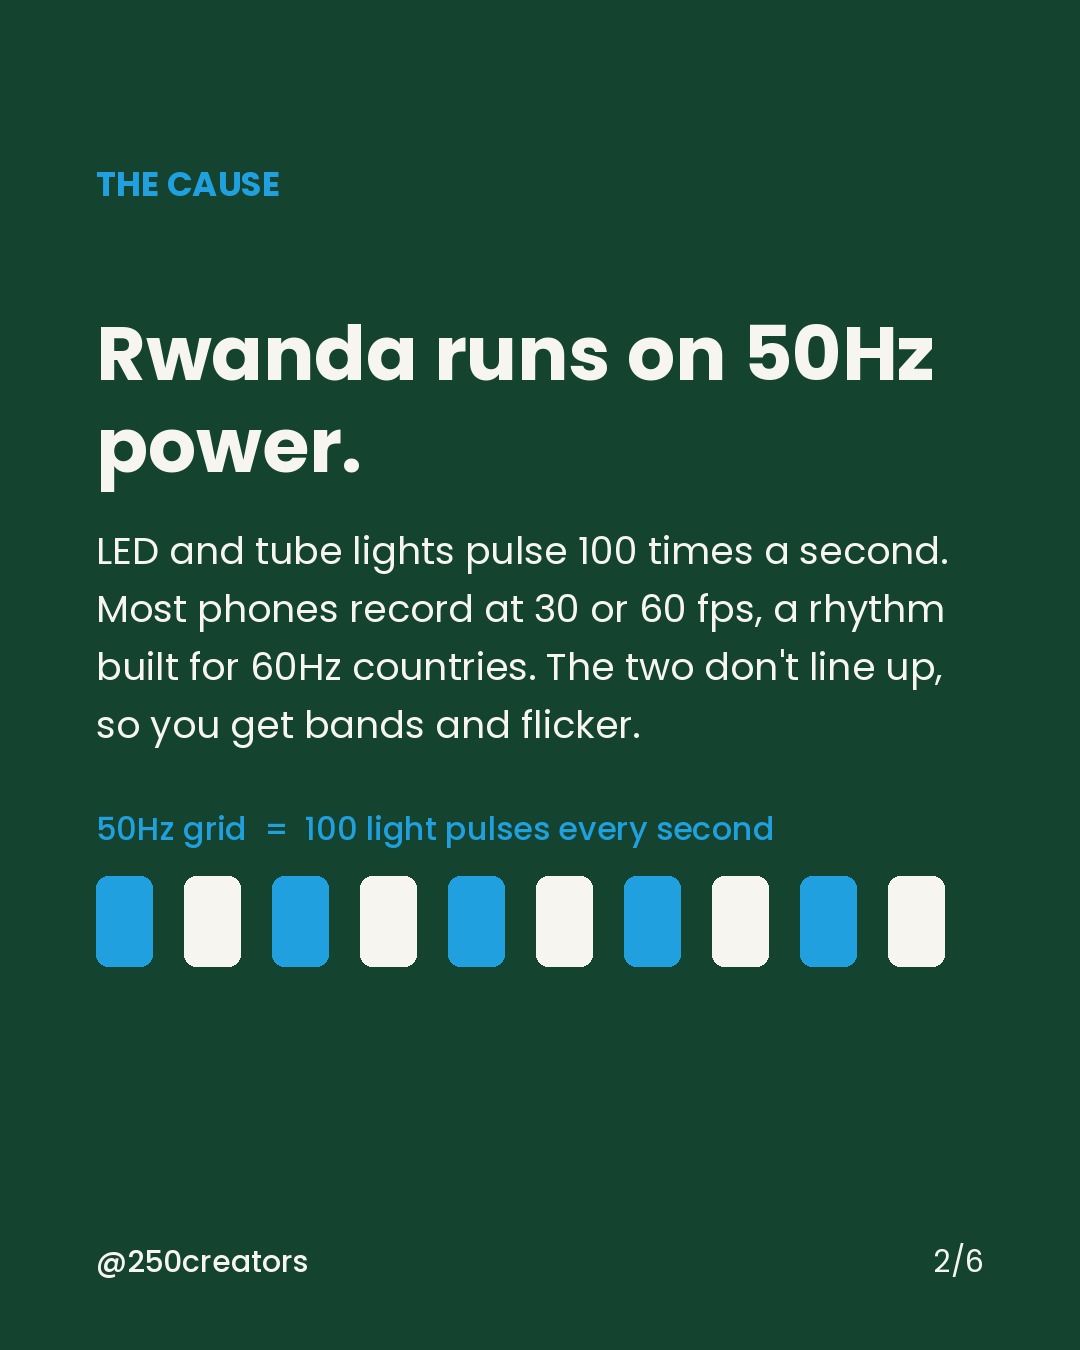 THE CAUSE
Rwanda runs on 50Hz
power.
LED and tube lights pulse 100 times a second.
Most phones record at 30 or 60 fps, a rhythm
built for 60Hz countries. The two don't line up,
so you get bands and flicker.
50Hz grid = 100 light pulses every second
@250creators
2/6